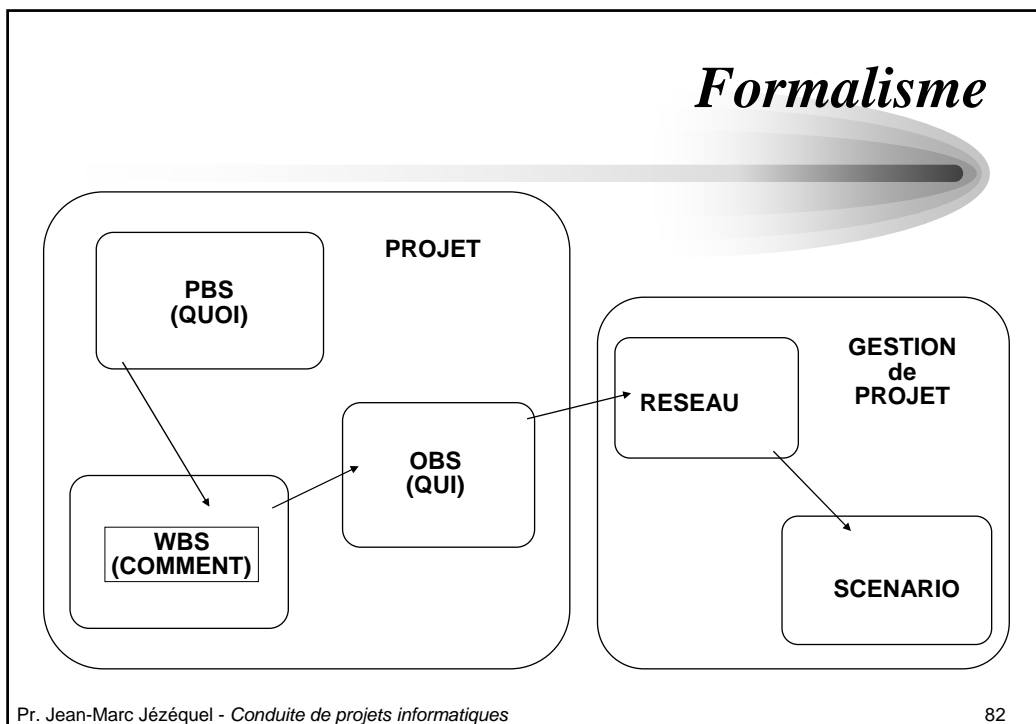 Formalisme
PROJET
PBS
(QUOI)
WBS
(COMMENT)
OBS
(QUI)
GESTION
de
PROJET
RESEAU
SCENARIO
Pr. Jean-Marc Jézéquel - Conduite de projets informatiques
82